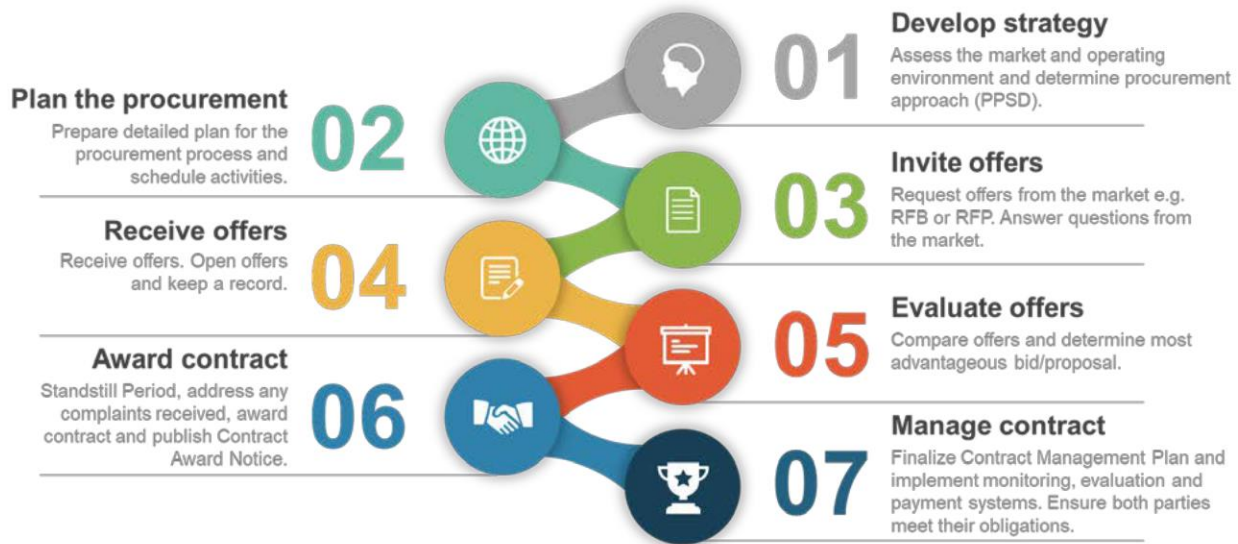 01
Develop strategy
Assess the market and operating
environment and determine procurement
approach (PPSD).
Plan the procurement
Prepare detailed plan for the
procurement process and
schedule activities.
02
Invite offers
Request offers from the market e.g.
RFB or RFP. Answer questions from
the market.
03
Receive offers
Receive offers. Open offers
and keep a record.
04
Evaluate offers
Compare offers and determine most
advantageous bid/proposal.
05
Award contract
Standstill Period, address any
complaints received, award
contract and publish Contract
Award Notice.
06
Manage contract
Finalize Contract Management Plan and
implement monitoring, evaluation and
payment systems. Ensure both parties
meet their obligations.
07